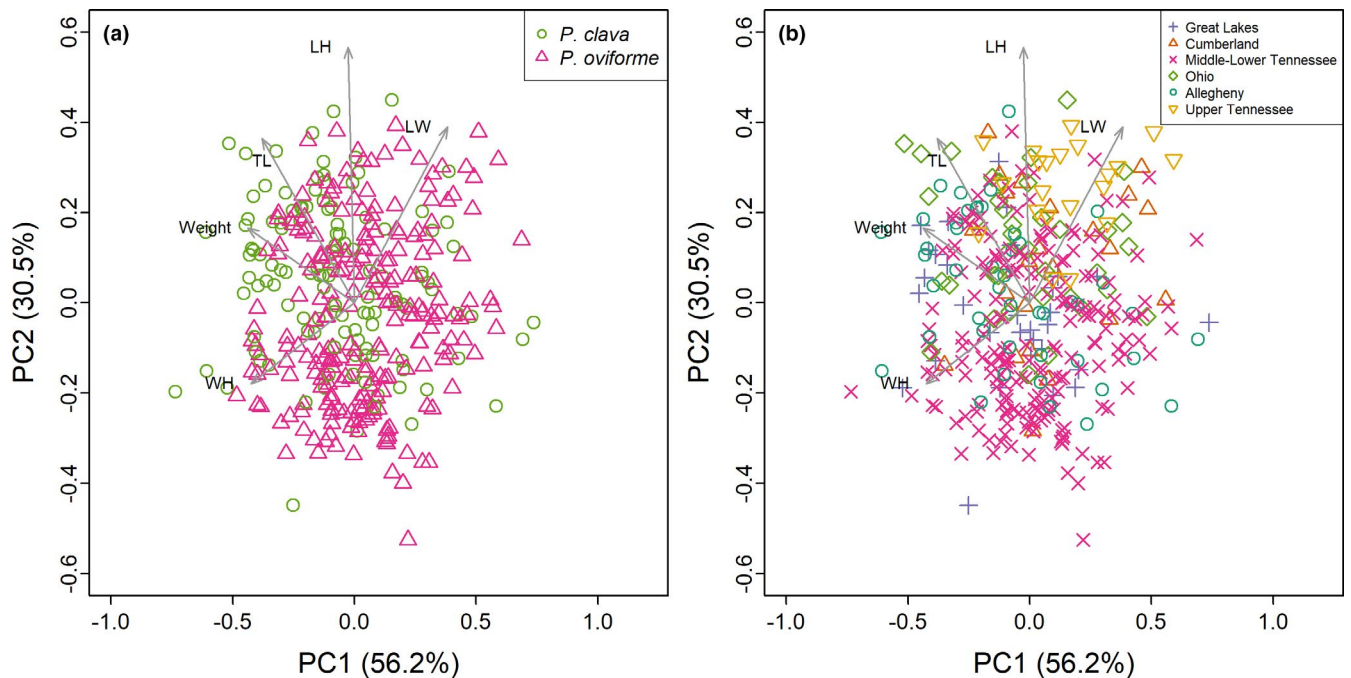 (a)
P. clava
P. oviforme
LH
LW
TL
Weight
WH
0.6
0.4
0.2
0.0
-0.2
-0.4
-0.6
PC2 (30.5%)
-1.0 -0.5 0.0 0.5 1.0
PC1 (56.2%)
(b)
Great Lakes
Cumberland
Middle-Lower Tennessee
Ohio
Allegheny
Upper Tennessee
LH
LW
TL
Weight
WH
0.6
0.4
0.2
0.0
-0.2
-0.4
-0.6
PC2 (30.5%)
-1.0 -0.5 0.0 0.5 1.0
PC1 (56.2%)